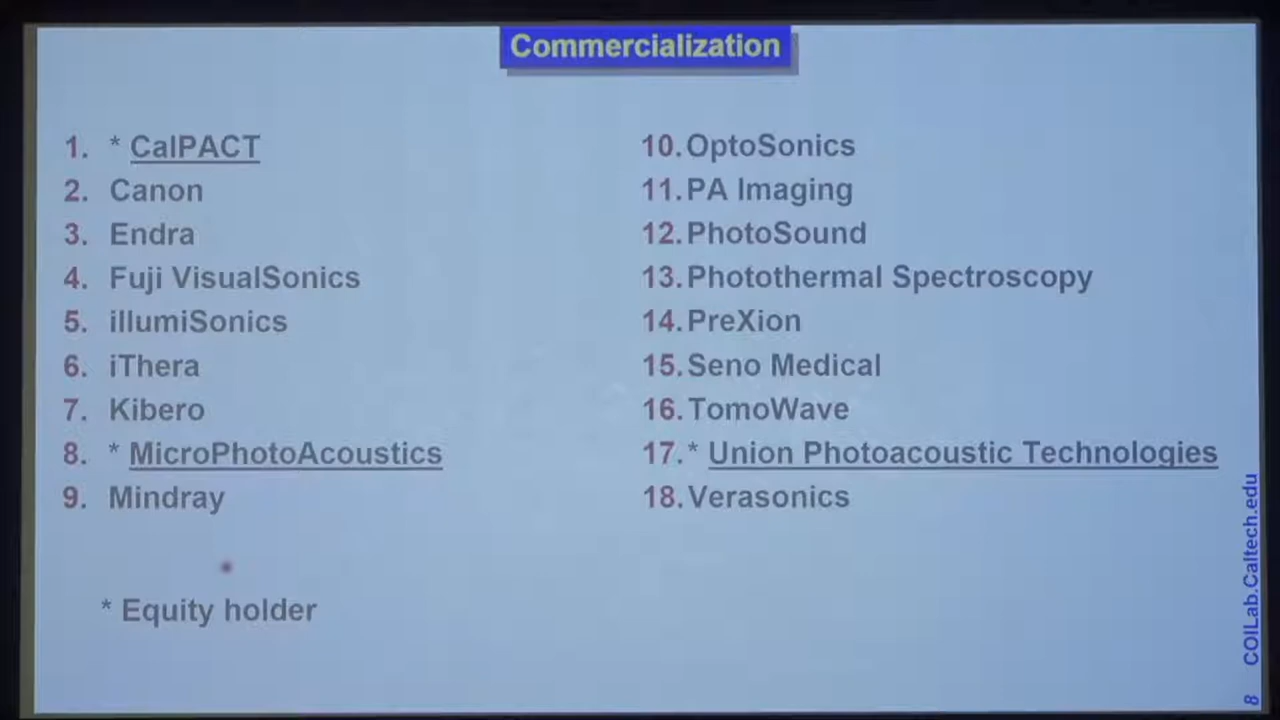 Commercialization
1. * CalPACT
2. Canon
3. Endra
4. Fuji VisualSonics
5. illumiSonics
6. iThera
7. Kibero
8. * MicroPhotoAcoustics
9. Mindray
* Equity holder
10. OptoSonics
11. PA Imaging
12. PhotoSound
13. Photothermal Spectroscopy
14. PreXion
15. Seno Medical
16. TomoWave
17. * Union Photoacoustic Technologies
18. Verasonics
8 COILab.Caltech.edu